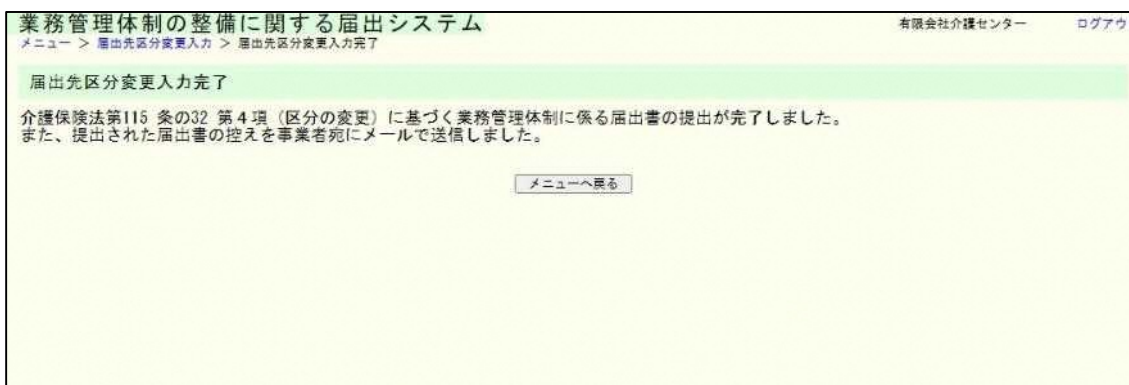 業務管理体制の整備に関する届出システム
有限会社介護センター ログアウ
メニュー > 届出先区分変更入力 > 届出先区分変更入力完了
届出先区分変更入力完了
介護保険法第115 条の32 第４項（区分の変更）に基づく業務管理体制に係る届出書の提出が完了しました。
また、提出された届出書の控えを事業者宛にメールで送信しました。
メニューへ戻る